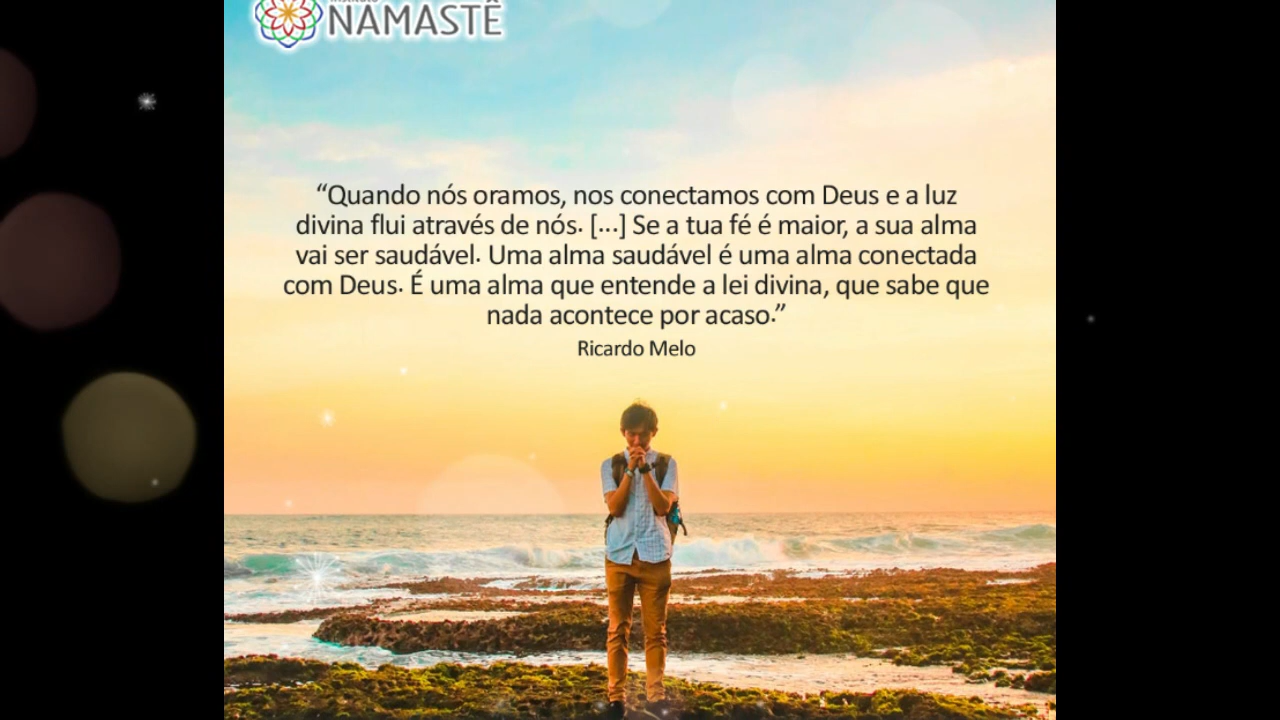 NAMASTÊ
“Quando nós oramos, nos conectamos com Deus e a luz
divina flui através de nós. [...] Se a tua fé é maior, a sua alma
vai ser saudável. Uma alma saudável é uma alma conectada
com Deus. É uma alma que entende a lei divina, que sabe que
nada acontece por acaso.”
Ricardo Melo